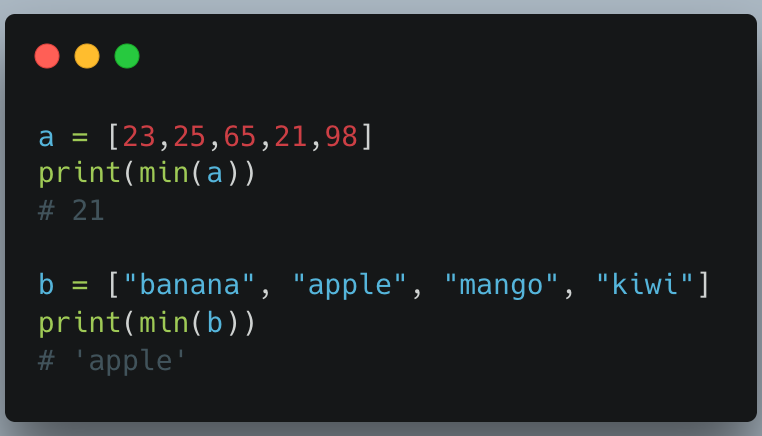 a = [23,25,65,21,98]
print(min(a))
# 21
b = ["banana", "apple", "mango", "kiwi"]
print(min(b))
# 'apple'